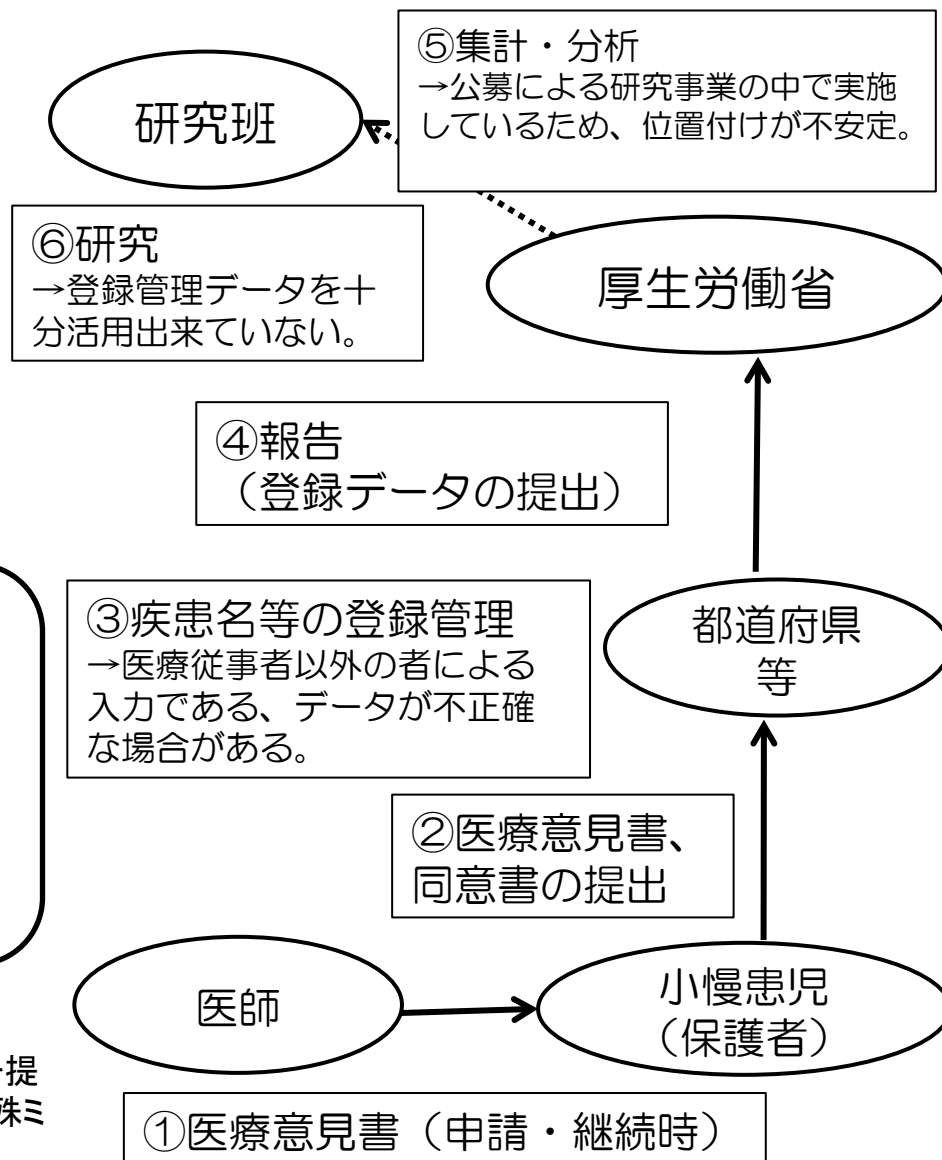 ⑤集計・分析
→公募による研究事業の中で実施
しているため、位置付けが不安定。
研究班
⑥研究
→登録管理データを十
分活用出来ていない。
厚生労働省
④報告
（登録データの提出）
③疾患名等の登録管理
→医療従事者以外の者による
入力である、データが不正確
な場合がある。
都道府県
等
②医療意見書、
同意書の提出
医師
小慢患児
（保護者）
提
殊ミ
①医療意見書（申請・継続時）